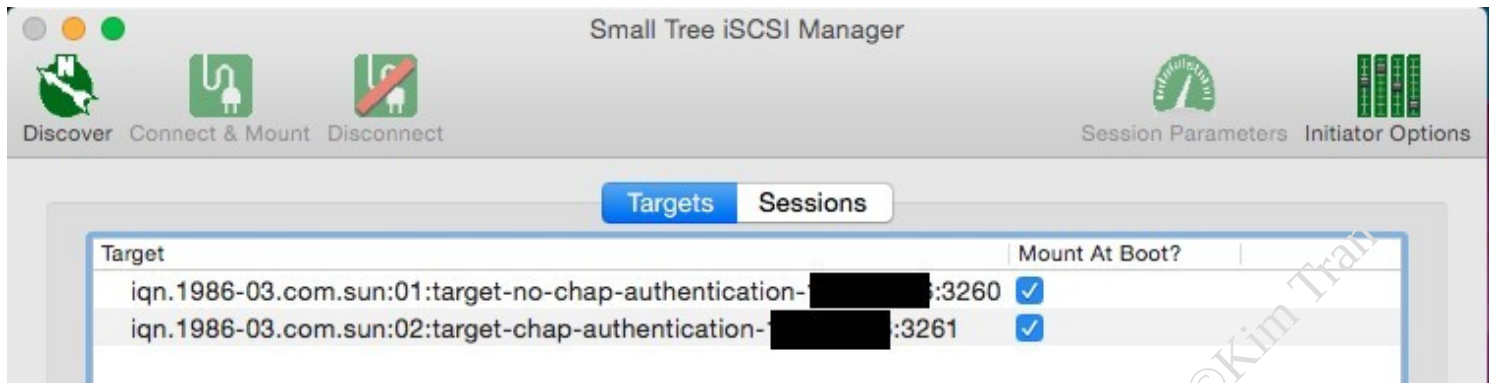 Small Tree iSCSI Manager
Discover Connect & Mount Disconnect Session Parameters Initiator Options
Targets Sessions
Target Mount At Boot?
iqn.1986-03.com.sun:01:target-no-chap-authentication- :3260
iqn.1986-03.com.sun:02:target-chap-authentication- :3261
©Kim Tran